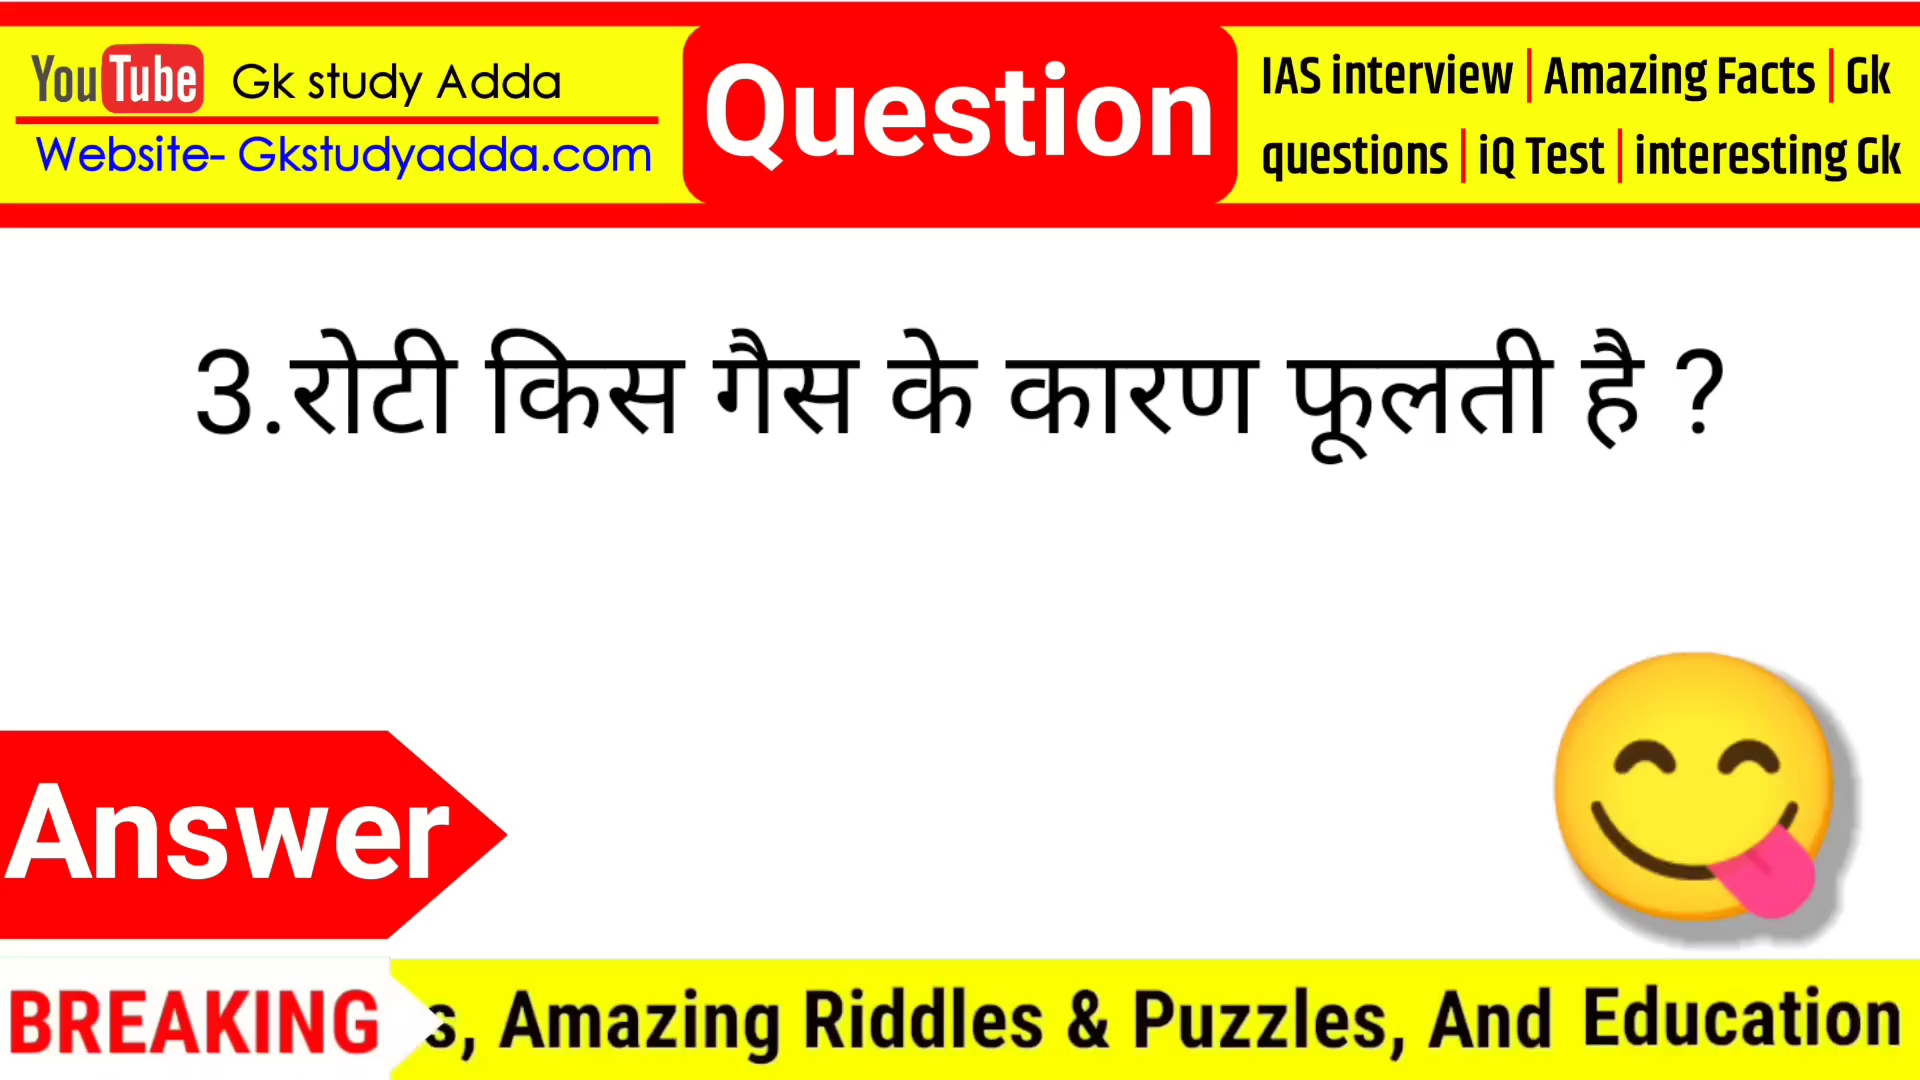 YouTube Gk study Adda
Website- Gkstudyadda.com
Question
IAS interview | Amazing Facts | Gk
questions | iQ Test | interesting Gk
3.रोटी किस गैस के कारण फूलती है ?
Answer
BREAKING
s, Amazing Riddles & Puzzles, And Education